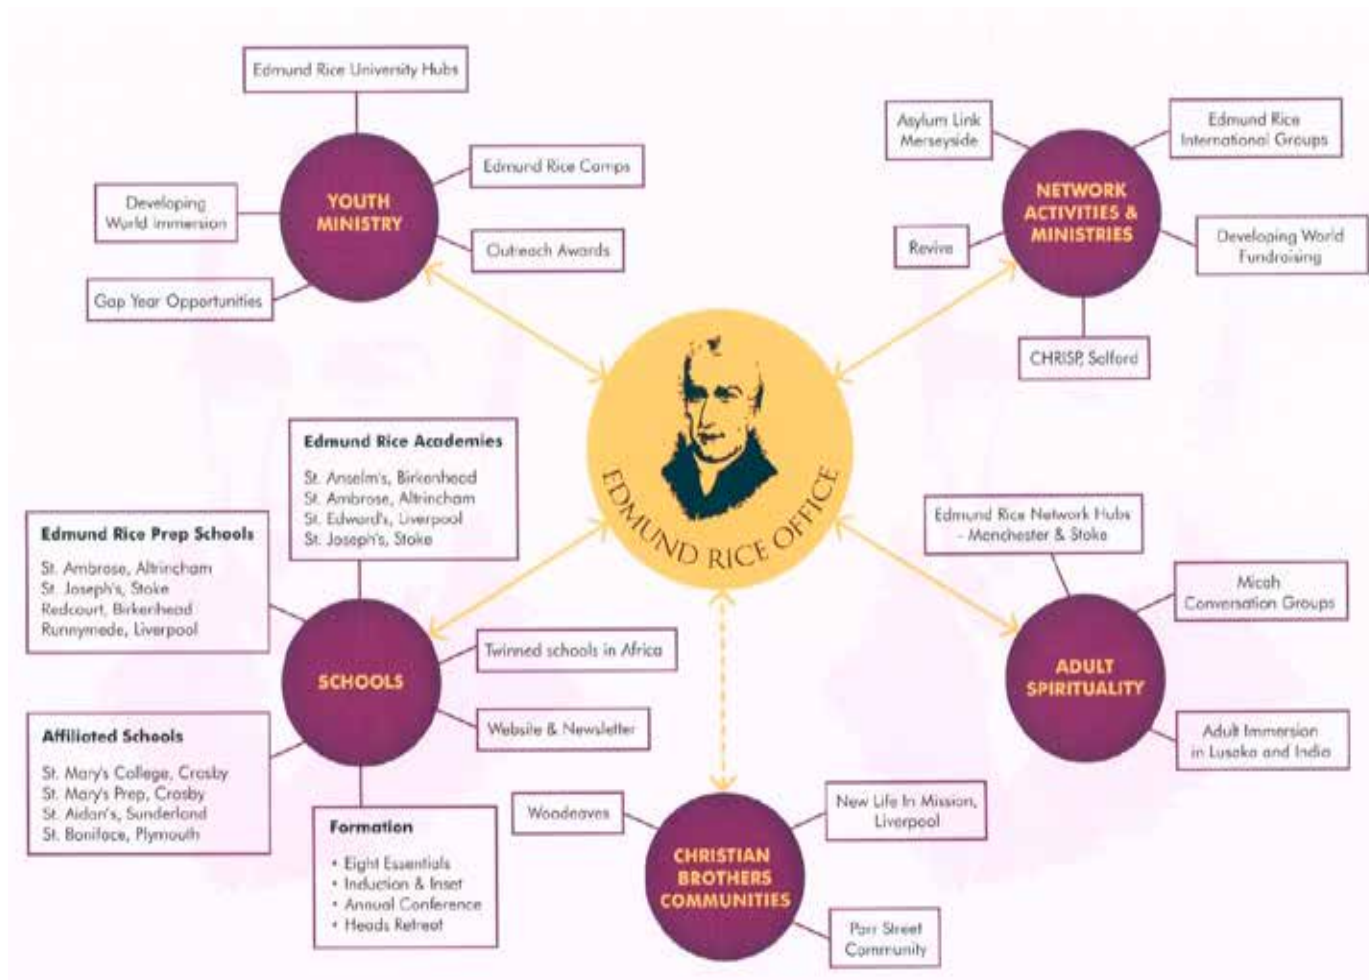 Edmund Rice University Hubs
YOUTH
MINISTRY
Edmund Rice Camps
Developing
World Immersion
Outreach Awards
Gap Year Opportunities
Asylum Link
Merseyside
Edmund Rice
International Groups
NETWORK
ACTIVITIES &
MINISTRIES
Revive
Developing World
Fundraising
CHRISP, Salford
EDMUND RICE OFFICE
Edmund Rice Academies
St. Anselm's, Birkenhead
St. Ambrose, Altrincham
St. Edward's, Liverpool
St. Joseph's, Stoke
Edmund Rice Prep Schools
St. Ambrose, Altrincham
St. Joseph's, Stoke
Redcourt, Birkenhead
Runnymede, Liverpool
SCHOOLS
Twinned schools in Africa
Website & Newsletter
Affiliated Schools
St. Mary's College, Crosby
St. Mary's Prep, Crosby
St. Aidan's, Sunderland
St. Boniface, Plymouth
Formation
• Eight Essentials
• Induction & Inset
• Annual Conference
• Heads Retreat
Edmund Rice Network Hubs
- Manchester & Stoke
Micah
Conversation Groups
ADULT
SPIRITUALITY
Adult Immersion
in Lusaka and India
Woodeaves
New Life In Mission,
Liverpool
CHRISTIAN
BROTHERS
COMMUNITIES
Parr Street
Community